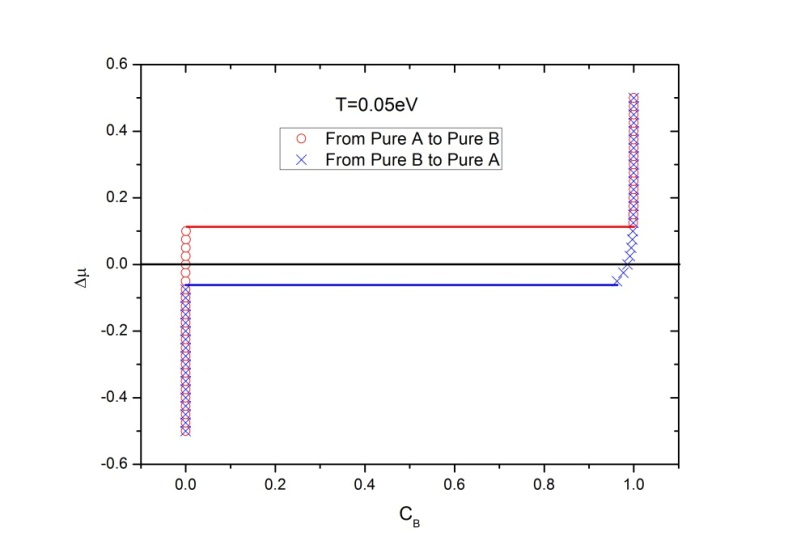 0.6
T=0.05eV
From Pure A to Pure B
From Pure B to Pure A
0.4
0.2
0.0
-0.2
-0.4
-0.6
Δμ
0.0 0.2 0.4 0.6 0.8 1.0
C_B